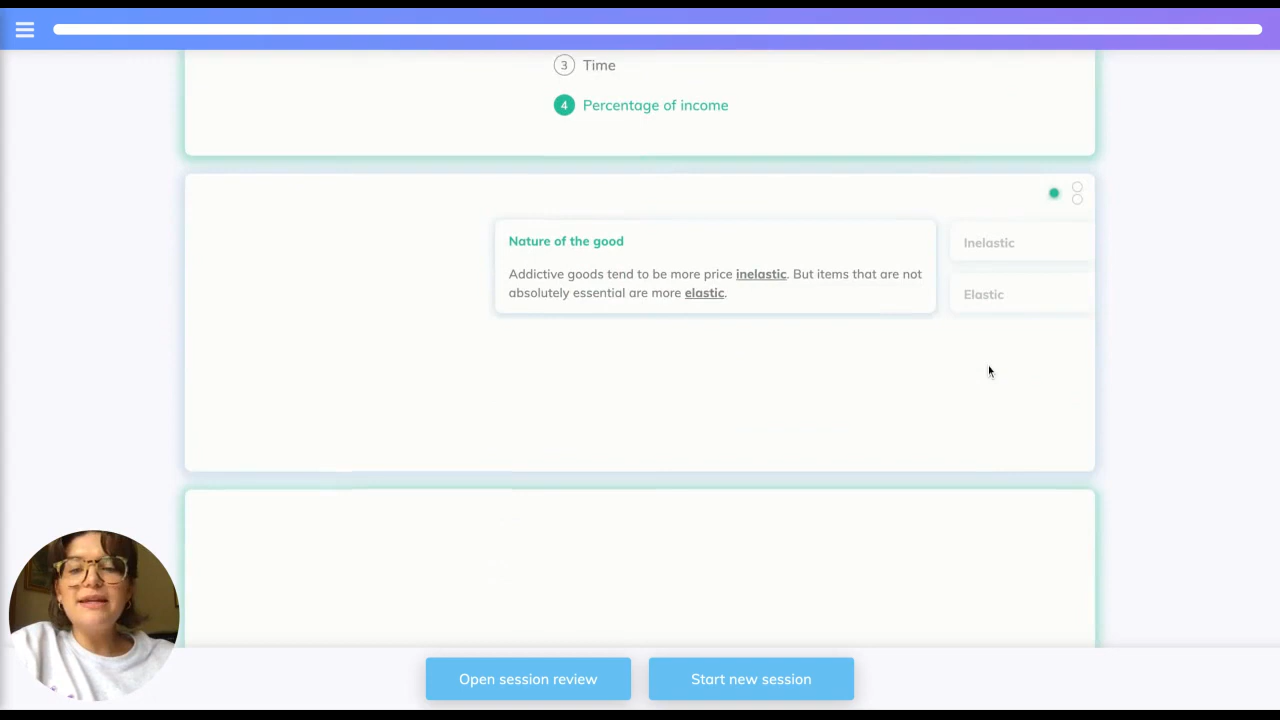 3 Time
4 Percentage of income
Nature of the good
Addictive goods tend to be more price inelastic. But items that are not
absolutely essential are more elastic.
Inelastic
Elastic
Open session review
Start new session